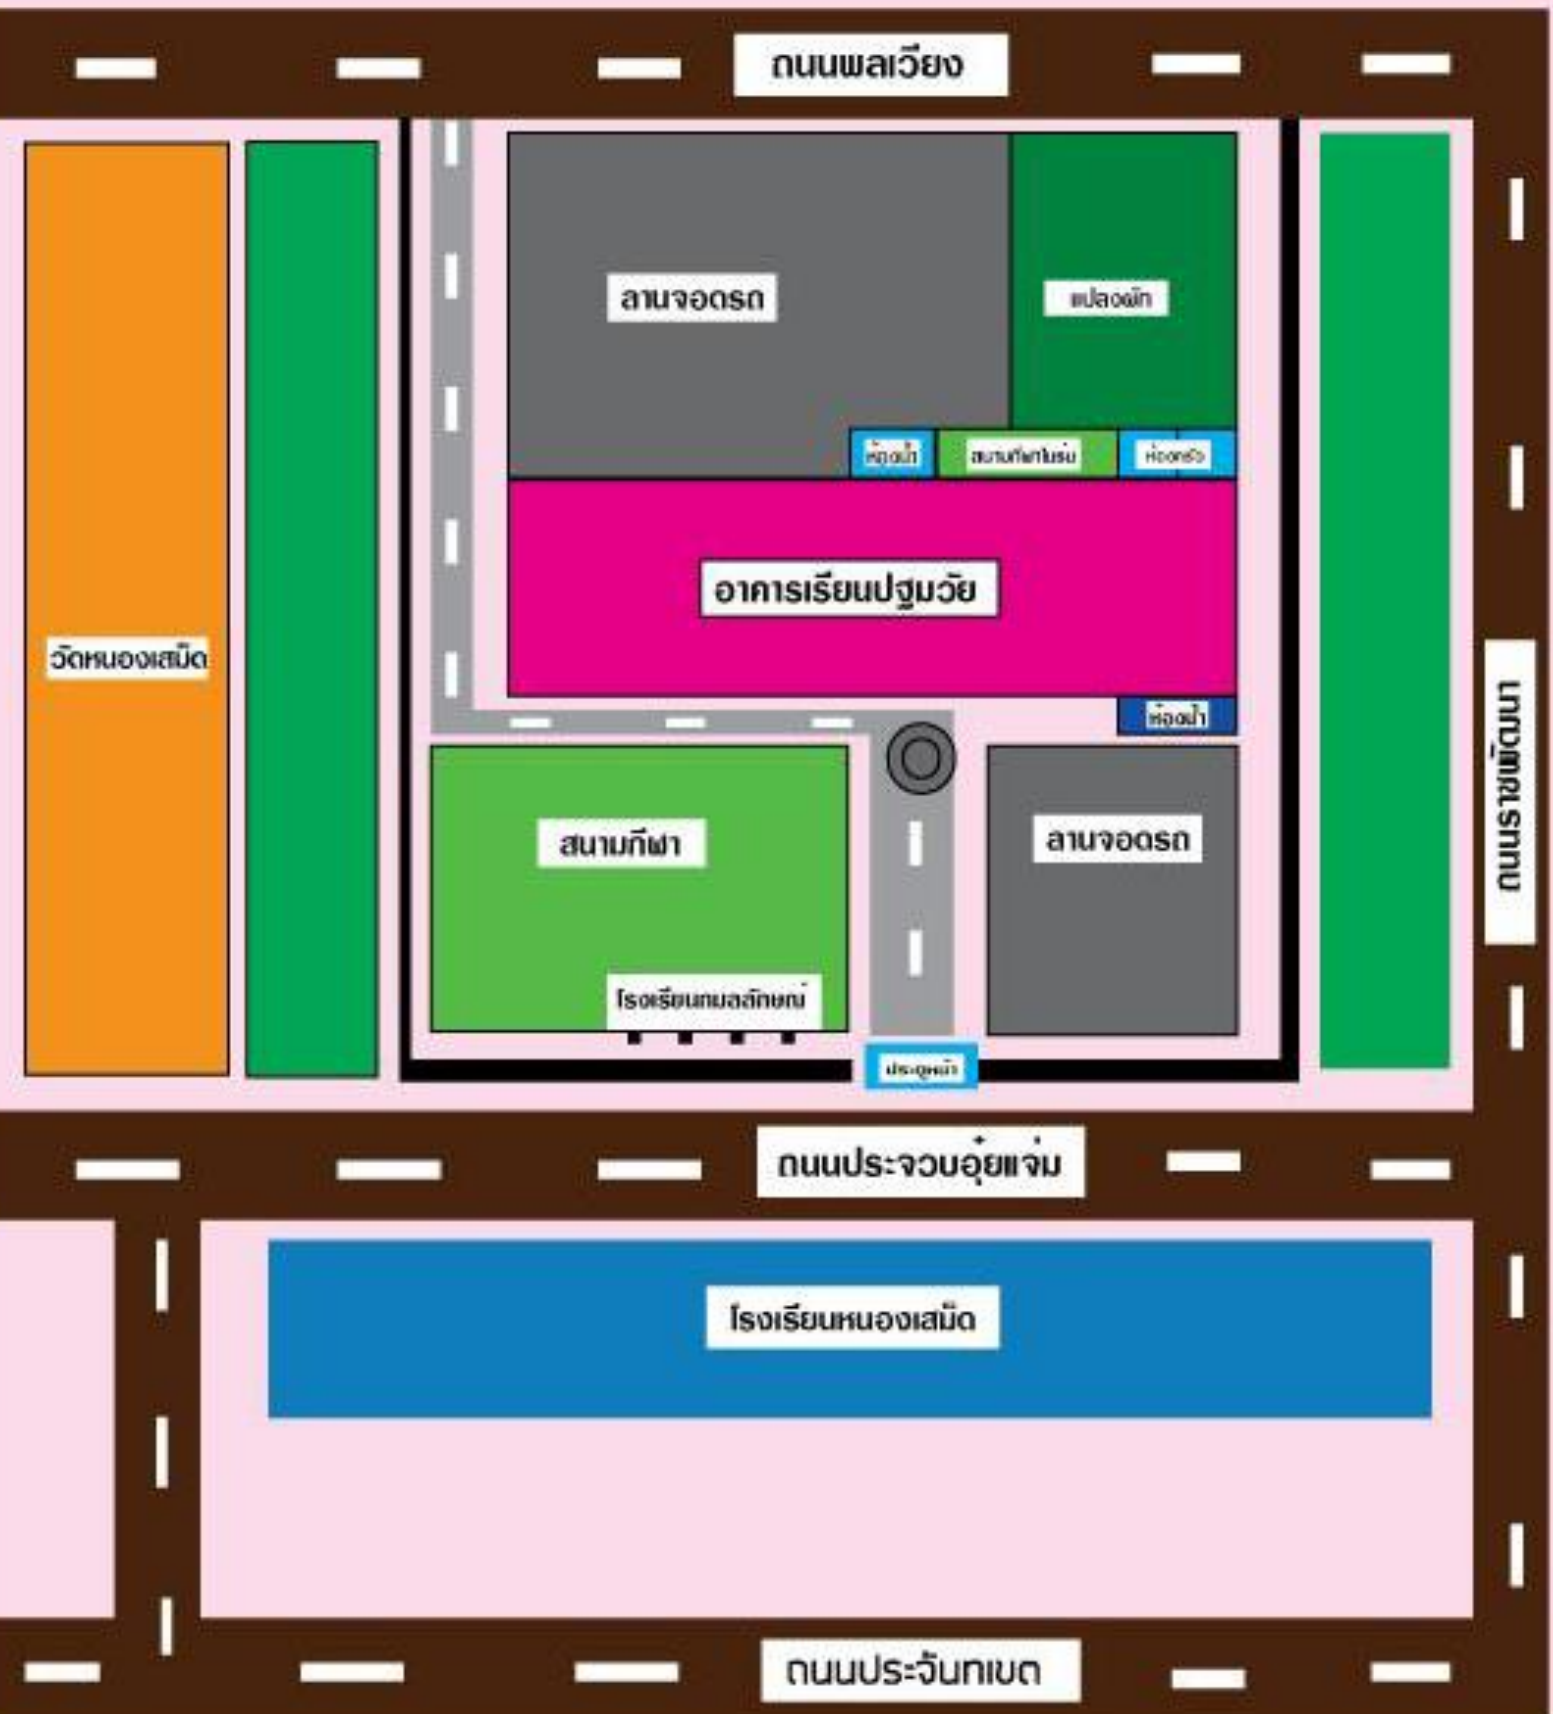 ถนนพลเวียง
ลานจอดรถ
แปลงผัก
ห้องน้ำ
สนามกีฬาในร่ม
ห้องครัว
อาคารเรียนปฐมวัย
วัดหนองเสม็ด
ห้องน้ำ
ถนนราชพัฒนา
สนามกีฬา
ลานจอดรถ
โรงเรียนกมลลักษณ์
ประตูหน้า
ถนนประจวบอุ๋ยแจ่ม
โรงเรียนหนองเสม็ด
ถนนประจันทเขต